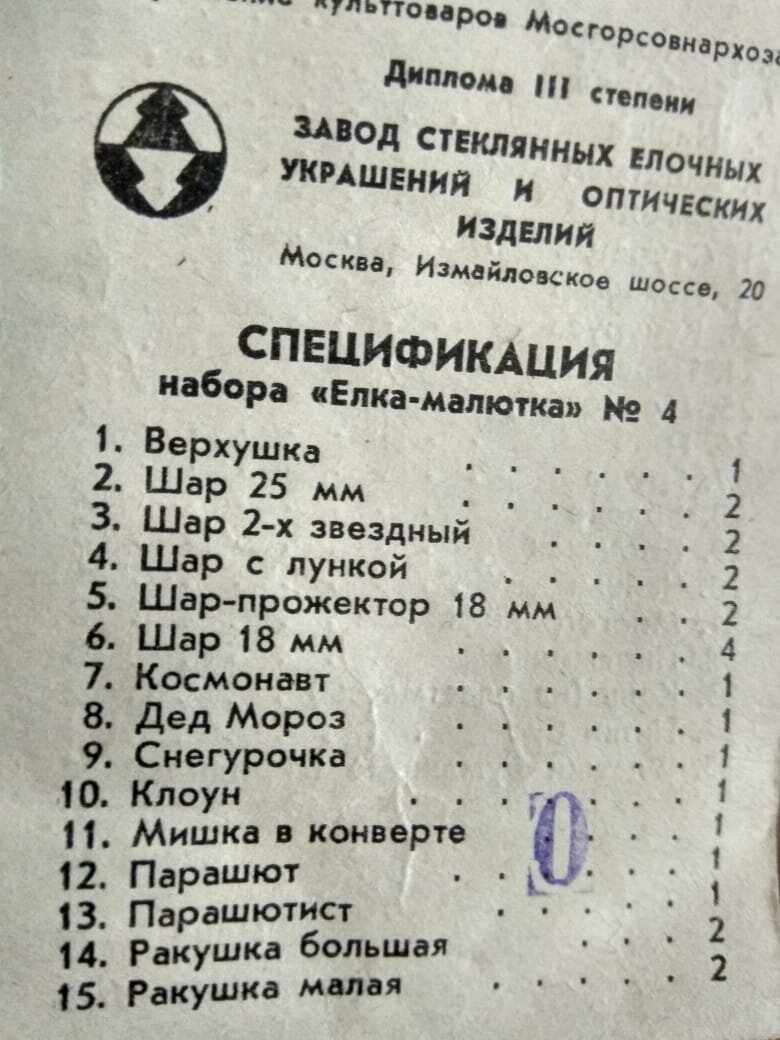 культтоваров Мосгорсовнархоза
Диплома III степени
ЗАВОД СТЕКЛЯННЫХ ЕЛОЧНЫХ
УКРАШЕНИЙ И ОПТИЧЕСКИХ
ИЗДЕЛИЙ
Москва, Измайловское шоссе, 20
СПЕЦИФИКАЦИЯ
набора «Елка-малютка» № 4
1. Верхушка . . . . . . 1
2. Шар 25 мм . . . . . . 2
3. Шар 2-х звездный . . . . 2
4. Шар с лункой . . . . . 2
5. Шар-прожектор 18 мм . . 2
6. Шар 18 мм . . . . . . 4
7. Космонавт . . . . . . 1
8. Дед Мороз . . . . . . 1
9. Снегурочка . . . . . . 1
10. Клоун . . . . . . . 1
11. Мишка в конверте . . . 1
12. Парашют . . . . . . 1
13. Парашютист . . . . . 1
14. Ракушка большая . . . 2
15. Ракушка малая . . . . . 2
0